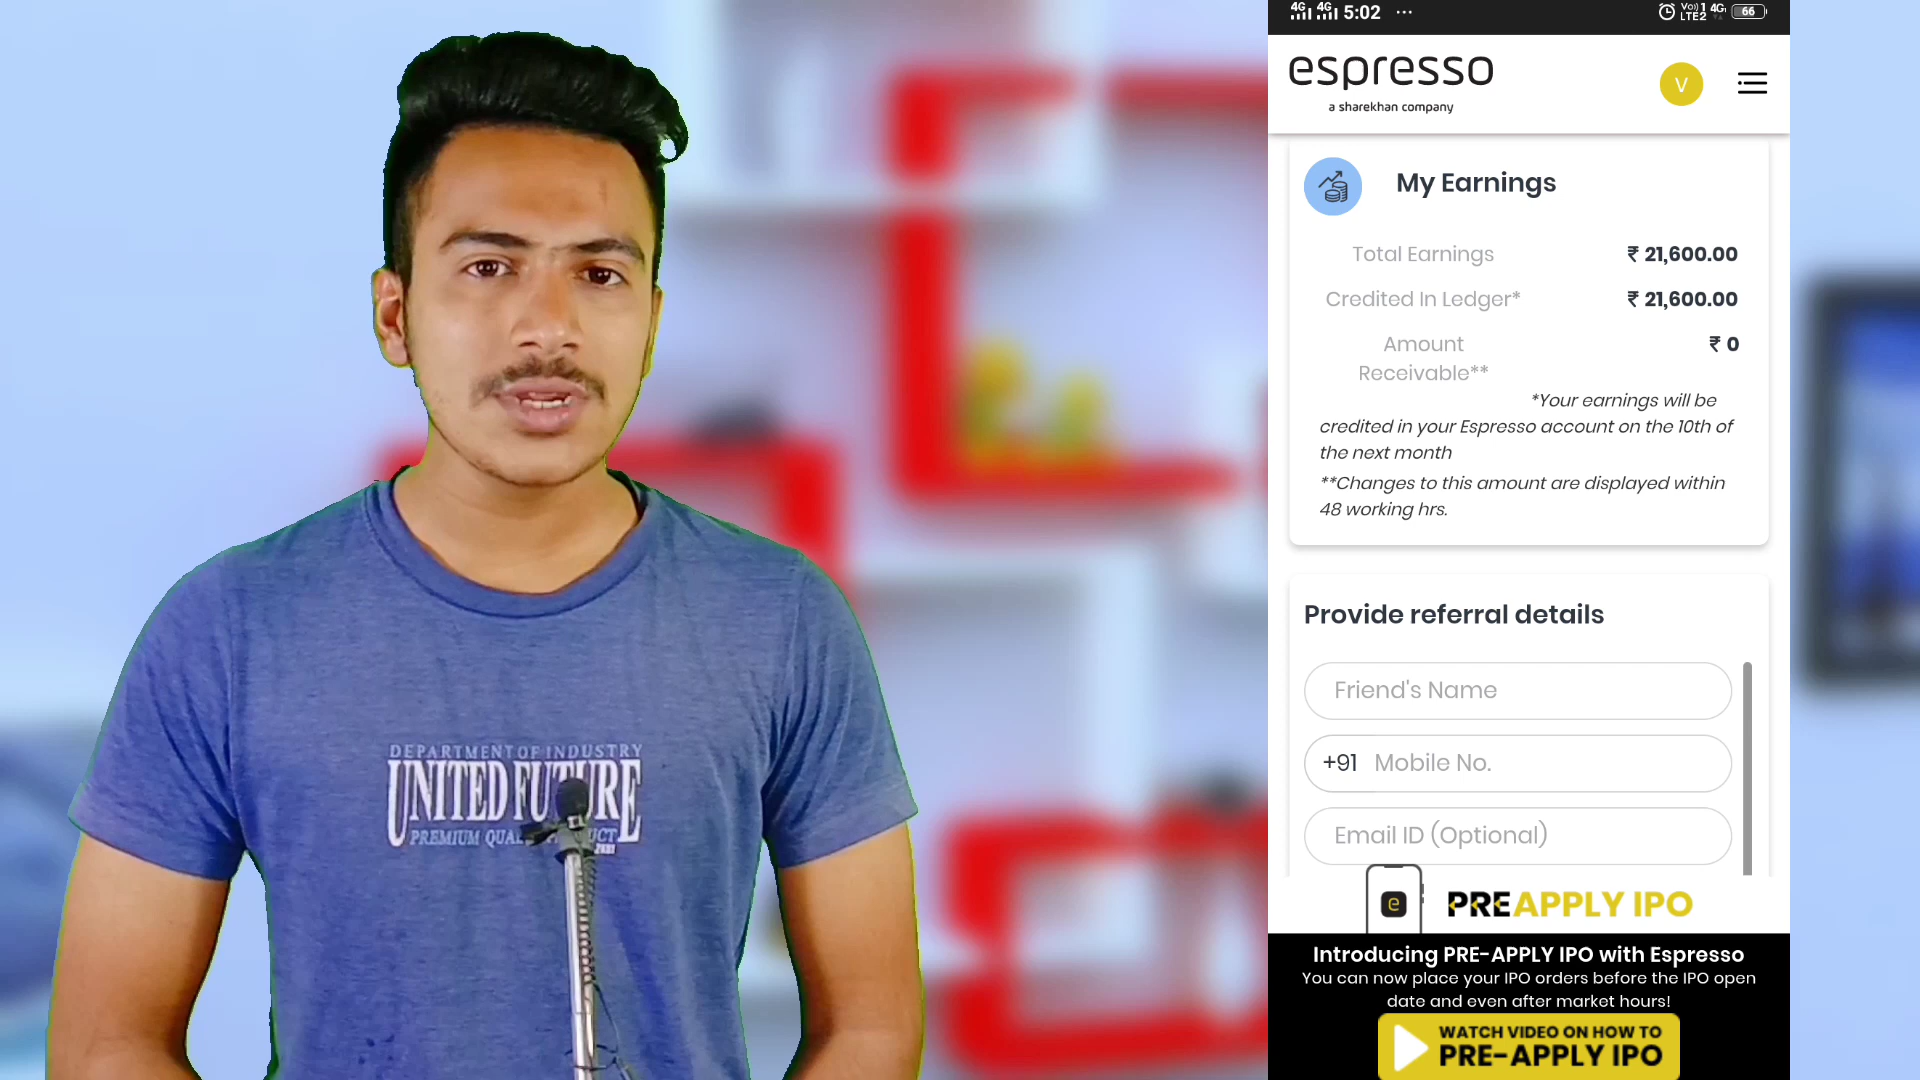 DEPARTMENT OF INDUSTRY
UNITED FUTURE
PREMIUM
5:02
66
espresso
a sharekhan company
V
My Earnings
Total Earnings ₹ 21,600.00
Credited In Ledger* ₹ 21,600.00
Amount ₹ 0
Receivable**
*Your earnings will be
credited in your Espresso account on the 10th of
the next month
**Changes to this amount are displayed within
48 working hrs.
Provide referral details
Friend's Name
+91 Mobile No.
Email ID (Optional)
e
PRE APPLY IPO
Introducing PRE-APPLY IPO with Espresso
You can now place your IPO orders before the IPO open
date and even after market hours!
WATCH VIDEO ON HOW TO
PRE-APPLY IPO